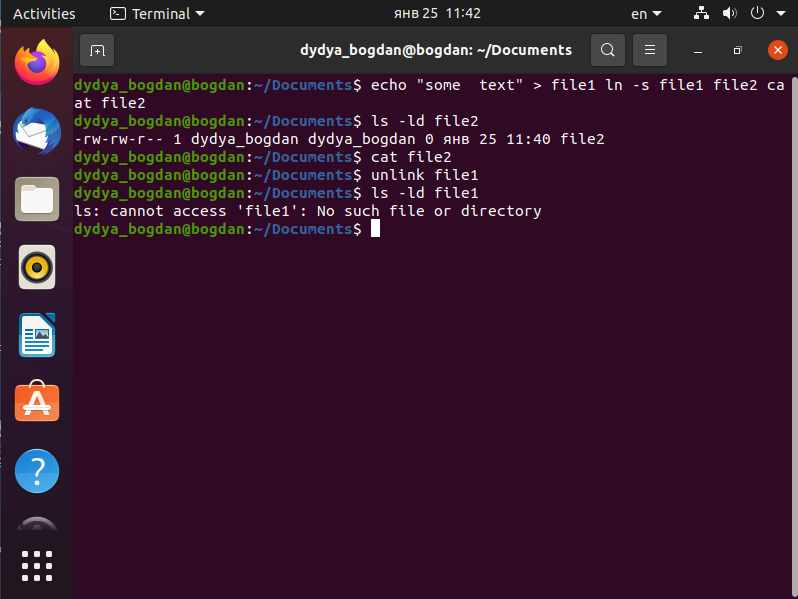 Activities Terminal янв 25 11:42 en
dydya_bogdan@bogdan: ~/Documents
dydya_bogdan@bogdan:~/Documents$ echo "some  text" > file1 ln -s file1 file2 ca
at file2
dydya_bogdan@bogdan:~/Documents$ ls -ld file2
-rw-rw-r-- 1 dydya_bogdan dydya_bogdan 0 янв 25 11:40 file2
dydya_bogdan@bogdan:~/Documents$ cat file2
dydya_bogdan@bogdan:~/Documents$ unlink file1
dydya_bogdan@bogdan:~/Documents$ ls -ld file1
ls: cannot access 'file1': No such file or directory
dydya_bogdan@bogdan:~/Documents$